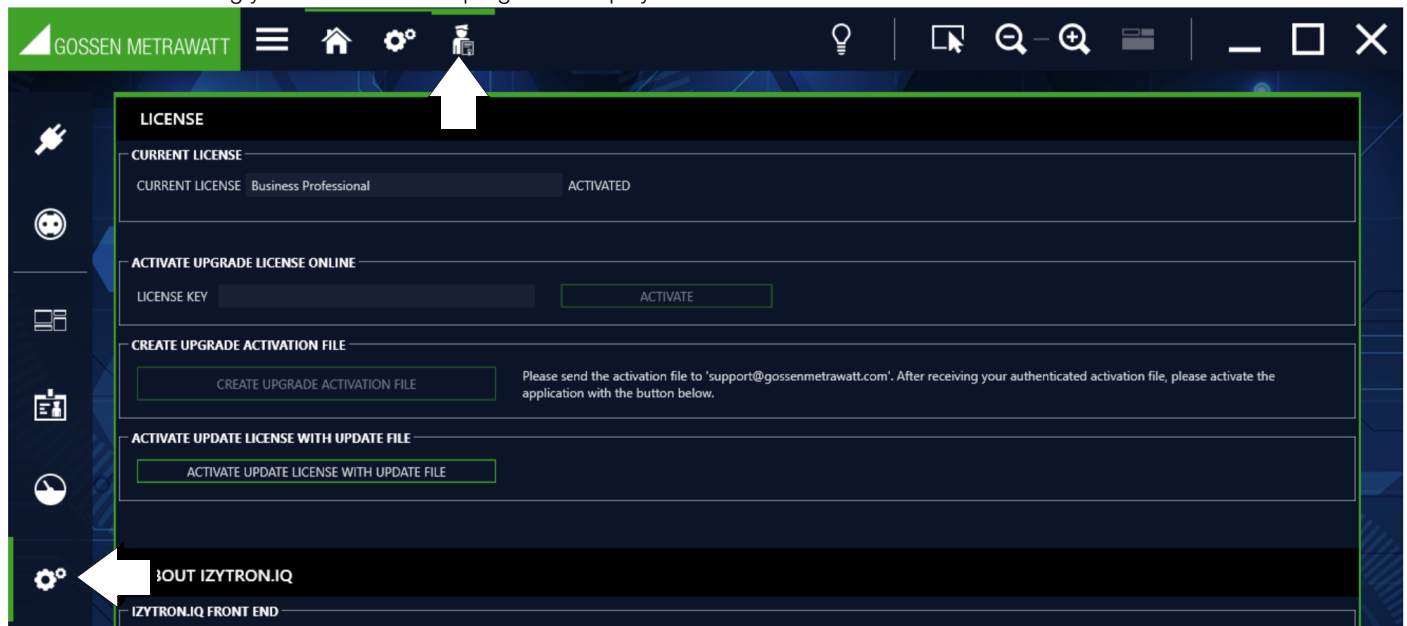 GOSSEN METRAWATT
LICENSE
CURRENT LICENSE
CURRENT LICENSE Business Professional ACTIVATED
ACTIVATE UPGRADE LICENSE ONLINE
LICENSE KEY ACTIVATE
CREATE UPGRADE ACTIVATION FILE
CREATE UPGRADE ACTIVATION FILE
Please send the activation file to 'support@gossenmetrawatt.com'. After receiving your authenticated activation file, please activate the
application with the button below.
ACTIVATE UPDATE LICENSE WITH UPDATE FILE
ACTIVATE UPDATE LICENSE WITH UPDATE FILE
BOUT IZYTRON.IQ
IZYTRON.IQ FRONT END